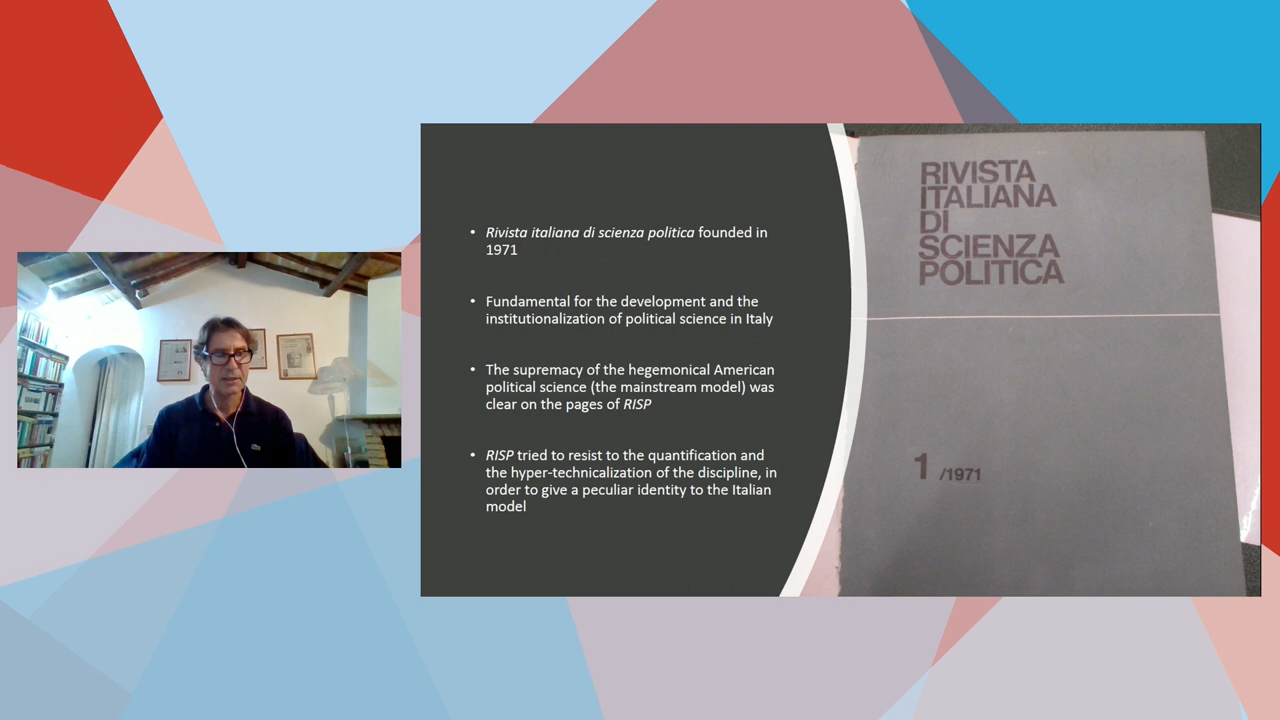 • Rivista italiana di scienza politica founded in
1971
• Fundamental for the development and the
institutionalization of political science in Italy
• The supremacy of the hegemonical American
political science (the mainstream model) was
clear on the pages of RISP
• RISP tried to resist to the quantification and
the hyper-technicalization of the discipline, in
order to give a peculiar identity to the Italian
model
RIVISTA
ITALIANA
DI
SCIENZA
POLITICA
1 /1971